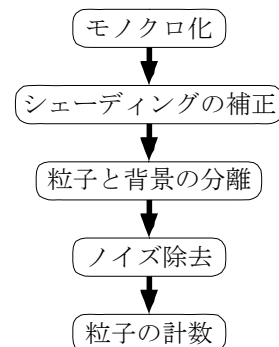 モノクロ化
シェーディングの補正
粒子と背景の分離
ノイズ除去
粒子の計数